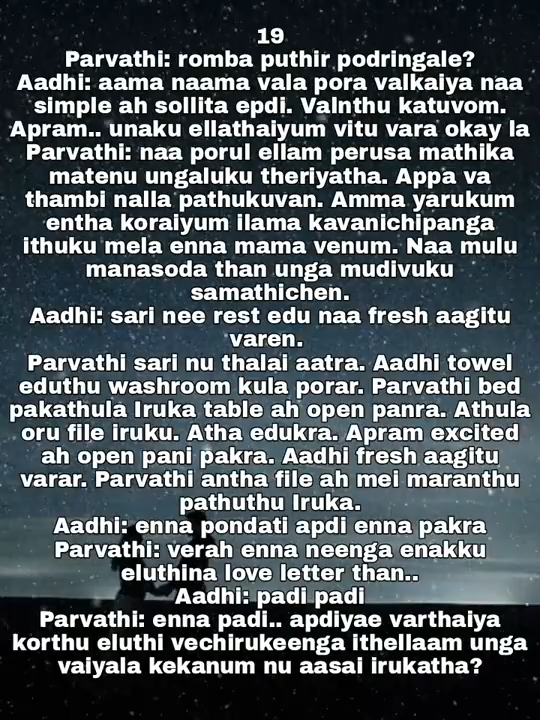 19
Parvathi: romba puthir podringale?
Aadhi: aama naama vala pora valkaiya naa
simple ah sollita epdi. Valnthu katuvom.
Apram.. unaku ellathaiyum vitu vara okay la
Parvathi: naa porul ellam perusa mathika
matenu ungaluku theriyatha. Appa va
thambi nalla pathukuvan. Amma yarukum
entha koraiyum ilama kavanichipanga
ithuku mela enna mama venum. Naa mulu
manasoda than unga mudivuku
samathichen.
Aadhi: sari nee rest edu naa fresh aagitu
varen.
Parvathi sari nu thalai aatra. Aadhi towel
eduthu washroom kula porar. Parvathi bed
pakathula Iruka table ah open panra. Athula
oru file iruku. Atha edukra. Apram excited
ah open pani pakra. Aadhi fresh aagitu
varar. Parvathi antha file ah mei maranthu
pathuthu Iruka.
Aadhi: enna pondati apdi enna pakra
Parvathi: verah enna neenga enakku
eluthina love letter than..
Aadhi: padi padi
Parvathi: enna padi.. apdiyae varthaiya
korthu eluthi vechirukeenga ithellaam unga
vaiyala kekanum nu aasai irukatha?